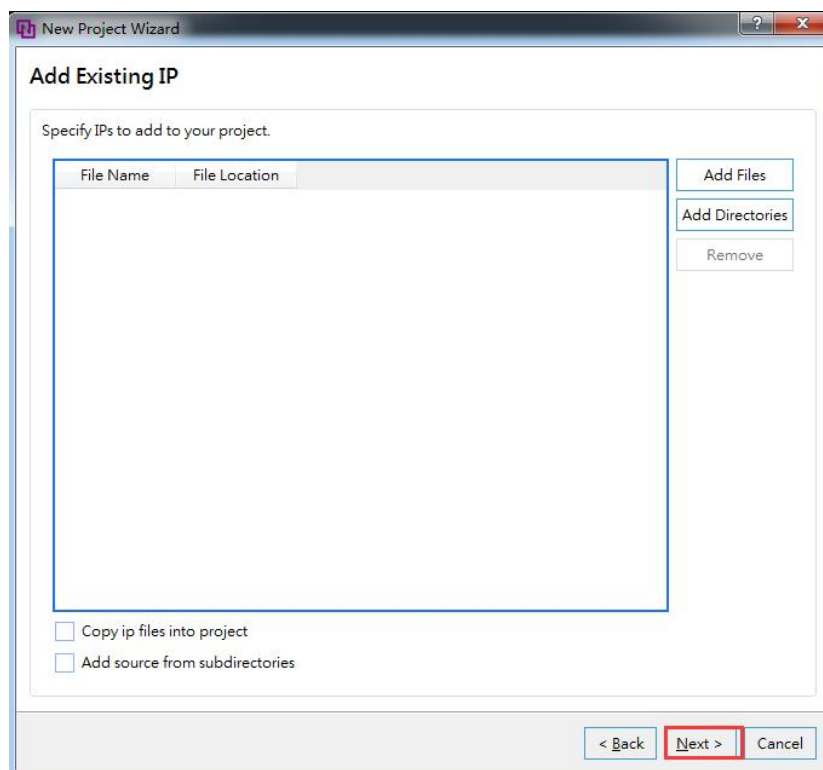 New Project Wizard
Add Existing IP
Specify IPs to add to your project.
File Name File Location
Add Files
Add Directories
Remove
Copy ip files into project
Add source from subdirectories
< Back Next > Cancel